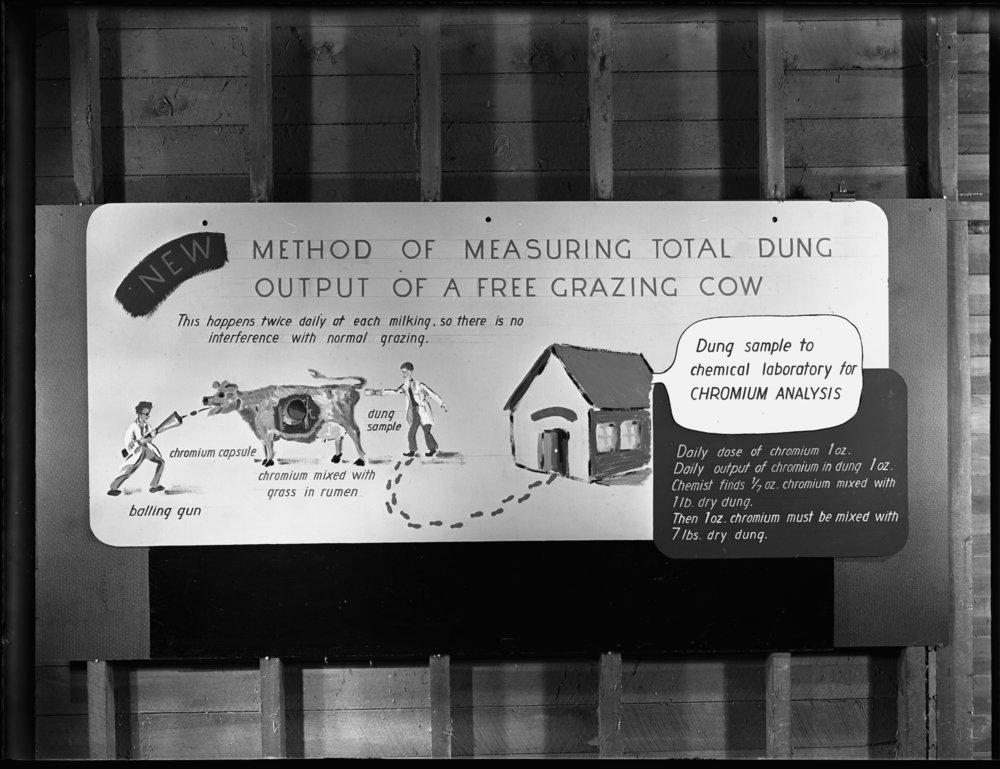 NEW
METHOD OF MEASURING TOTAL DUNG
OUTPUT OF A FREE GRAZING COW
This happens twice daily at each milking, so there is no
interference with normal grazing.
balling gun
chromium capsule
chromium mixed with
grass in rumen
dung
sample
Dung sample to
chemical laboratory for
CHROMIUM ANALYSIS
Daily dose of chromium 1oz.
Daily output of chromium in dung 1oz.
Chemist finds 1/7 oz. chromium mixed with
1lb. dry dung.
Then 1oz. chromium must be mixed with
7lbs. dry dung.